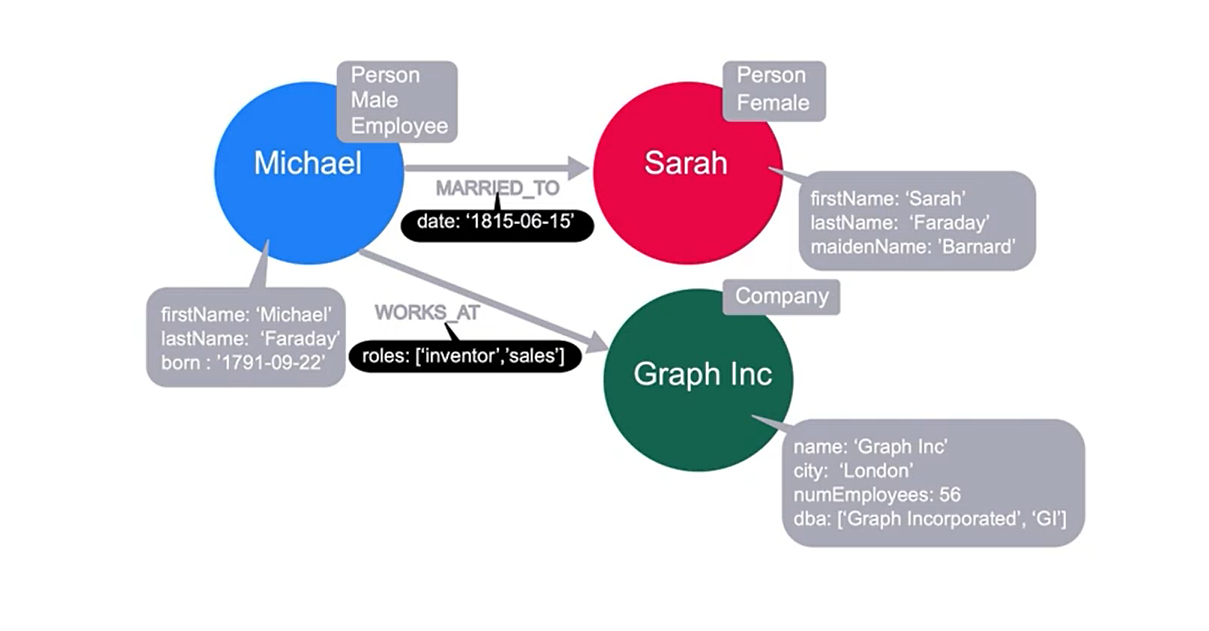 Person
Male
Employee
Michael
Person
Female
Sarah
MARRIED_TO
date: ‘1815-06-15’
firstName: ‘Sarah’
lastName:  ‘Faraday’
maidenName: ’Barnard’
firstName: ‘Michael’
lastName:  ‘Faraday’
born : ’1791-09-22’
WORKS_AT
roles: [‘inventor’,’sales’]
Company
Graph Inc
name: ‘Graph Inc’
city:  ‘London’
numEmployees: 56
dba: [‘Graph Incorporated’, ‘GI’]